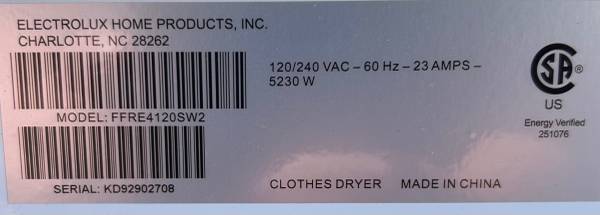 ELECTROLUX HOME PRODUCTS, INC.
CHARLOTTE, NC 28262
120/240 VAC – 60 Hz – 23 AMPS –
5230 W
SA ®
US
MODEL: FFRE4120SW2
Energy Verified
251076
SERIAL: KD92902708
CLOTHES DRYER MADE IN CHINA